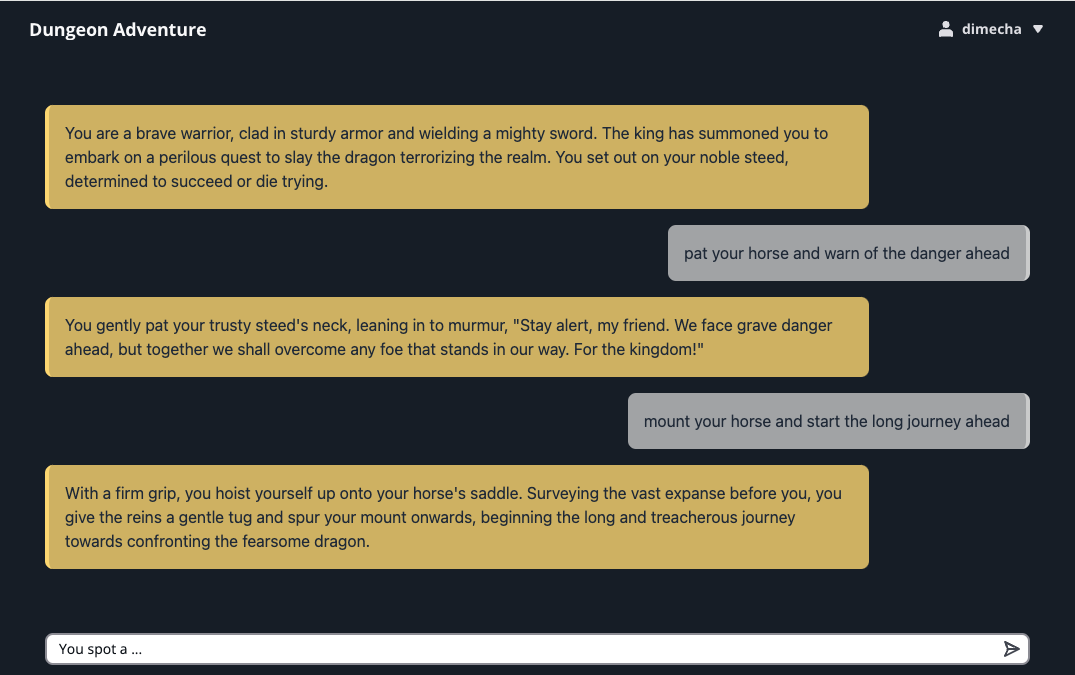 Dungeon Adventure
dimecha
You are a brave warrior, clad in sturdy armor and wielding a mighty sword. The king has summoned you to
embark on a perilous quest to slay the dragon terrorizing the realm. You set out on your noble steed,
determined to succeed or die trying.
pat your horse and warn of the danger ahead
You gently pat your trusty steed's neck, leaning in to murmur, "Stay alert, my friend. We face grave danger
ahead, but together we shall overcome any foe that stands in our way. For the kingdom!"
mount your horse and start the long journey ahead
With a firm grip, you hoist yourself up onto your horse's saddle. Surveying the vast expanse before you, you
give the reins a gentle tug and spur your mount onwards, beginning the long and treacherous journey
towards confronting the fearsome dragon.
You spot a ...